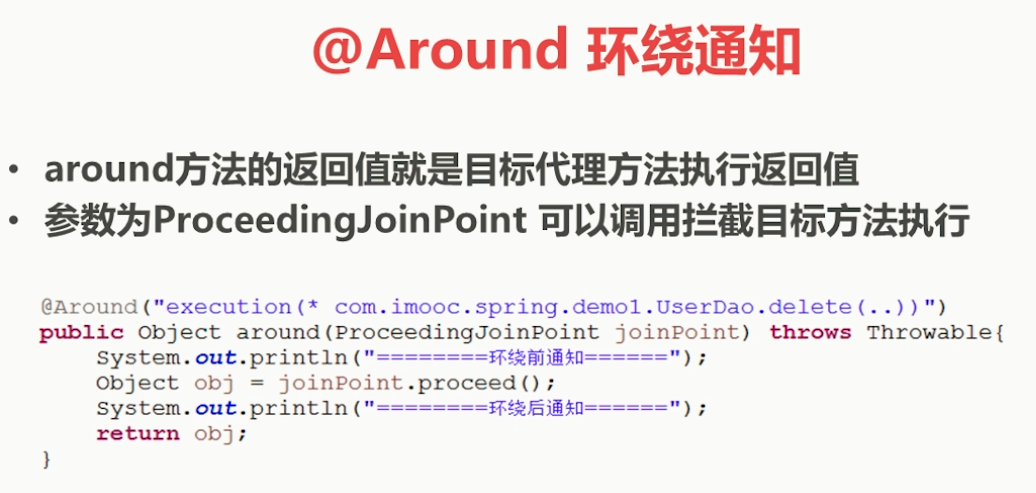 @Around 环绕通知
• around方法的返回值就是目标代理方法执行返回值
• 参数为ProceedingJoinPoint 可以调用拦截目标方法执行
@Around("execution(* com.imooc.spring.demo1.UserDao.delete(..))")
public Object around(ProceedingJoinPoint joinPoint) throws Throwable{
    System.out.println("========环绕前通知======");
    Object obj = joinPoint.proceed();
    System.out.println("========环绕后通知======");
    return obj;
}